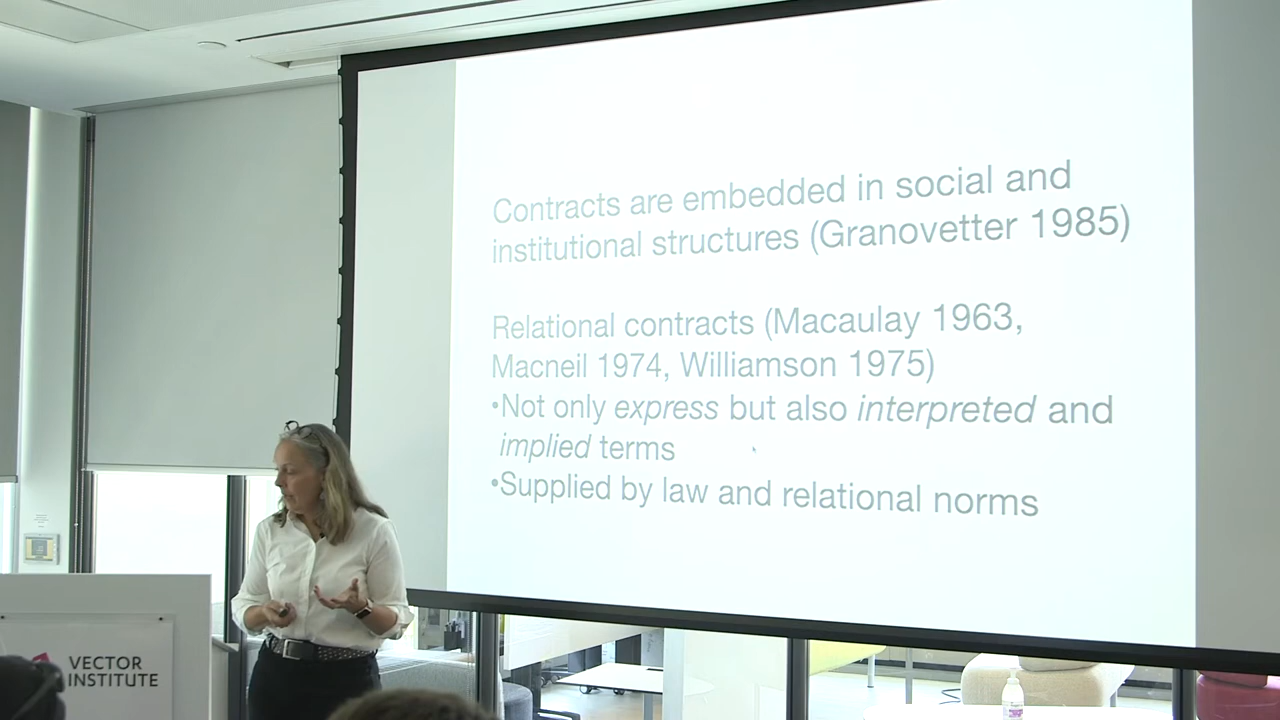 Contracts are embedded in social and
institutional structures (Granovetter 1985)
Relational contracts (Macaulay 1963,
Macneil 1974, Williamson 1975)
•Not only express but also interpreted and
implied terms
•Supplied by law and relational norms
VECTOR
INSTITUTE